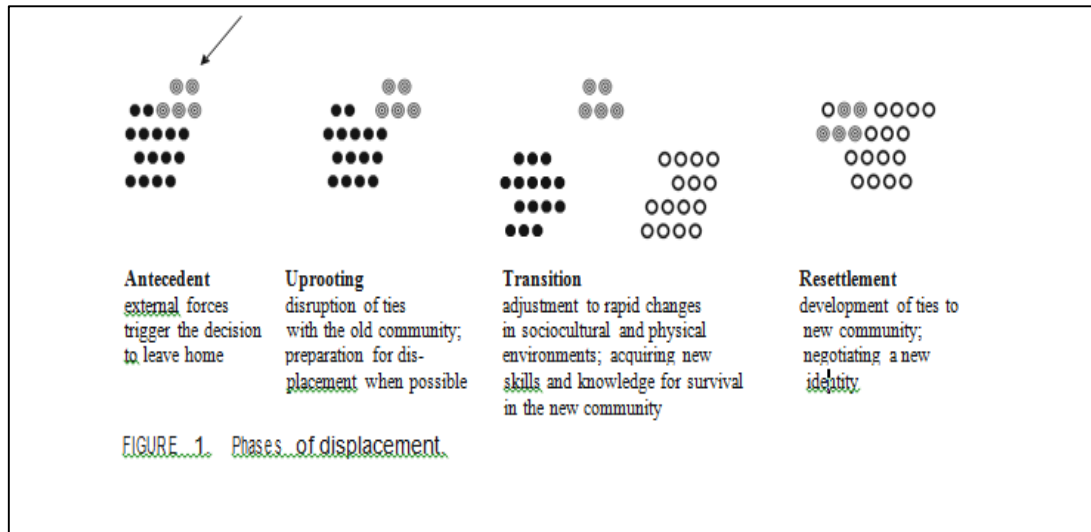 Antecedent
external forces
trigger the decision
to leave home
Uprooting
disruption of ties
with the old community;
preparation for dis-
placement when possible
Transition
adjustment to rapid changes
in sociocultural and physical
environments; acquiring new
skills and knowledge for survival
in the new community
Resettlement
development of ties to
new community;
negotiating a new
identity
FIGURE 1. Phases of displacement.